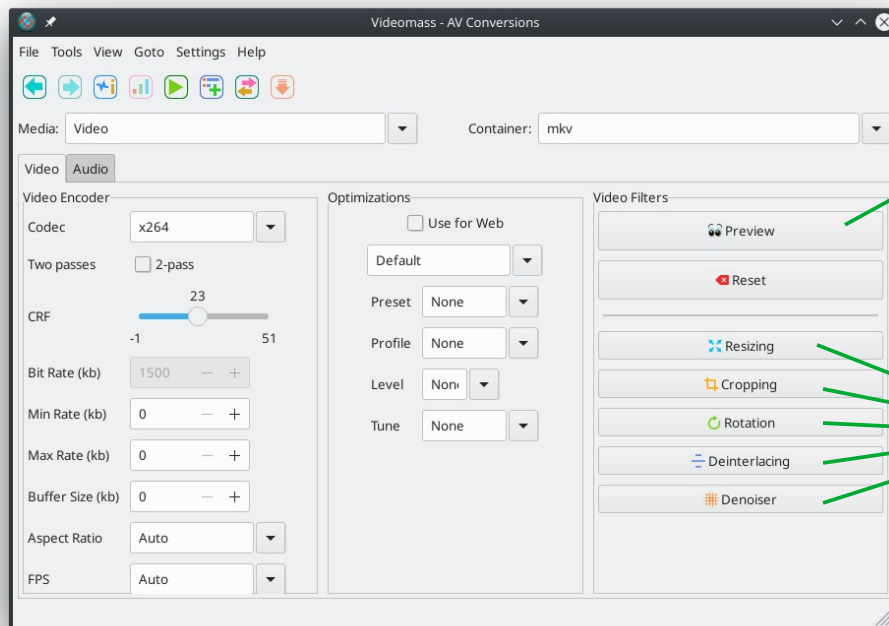 Videomass - AV Conversions
File Tools View Goto Settings Help
Media: Video Container: mkv
Video Audio
Video Encoder
Codec x264
Two passes 2-pass
23
CRF
-1 51
Bit Rate (kb) 1500
Min Rate (kb) 0
Max Rate (kb) 0
Buffer Size (kb) 0
Aspect Ratio Auto
FPS Auto
Optimizations
Use for Web
Default
Preset None
Profile None
Level Non
Tune None
Video Filters
Preview
Reset
Resizing
Cropping
Rotation
Deinterlacing
Denoiser